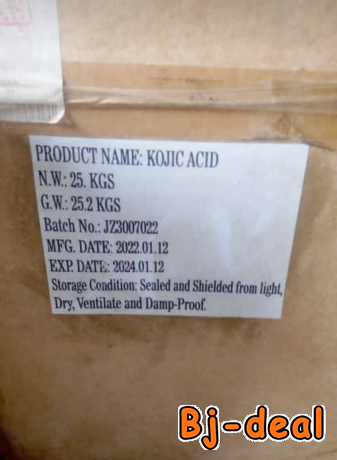 PRODUCT NAME: KOJIC ACID
N.W.: 25. KGS
G.W.: 25.2 KGS
Batch No.: JZ3007022
MFG. DATE: 2022.01.12
EXP. DATE: 2024.01.12
Storage Condition: Sealed and Shielded from light,
Dry, Ventilate and Damp-Proof.
Bj-deal